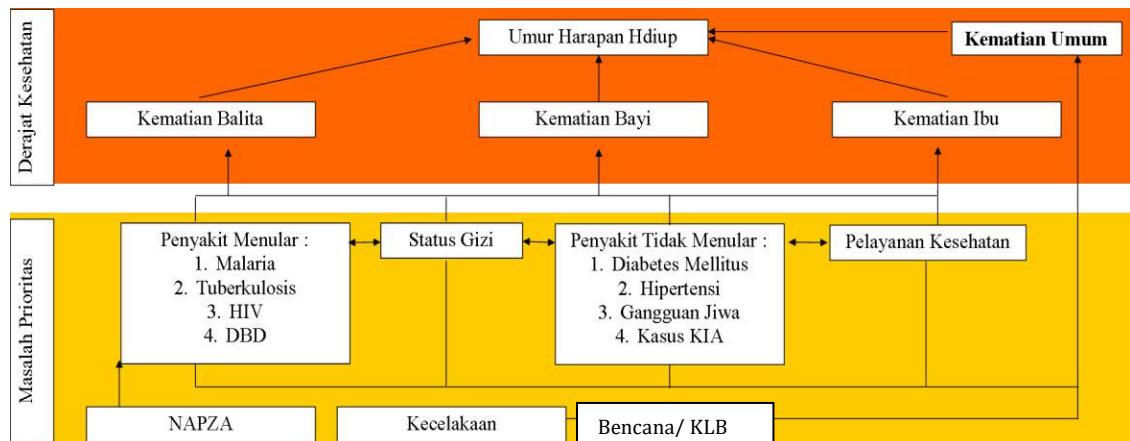 Derajat Kesehatan
Umur Harapan Hdiup
Kematian Umum
Kematian Balita
Kematian Bayi
Kematian Ibu
Masalah Prioritas
Penyakit Menular :
1. Malaria
2. Tuberkulosis
3. HIV
4. DBD
Status Gizi
Penyakit Tidak Menular :
1. Diabetes Mellitus
2. Hipertensi
3. Gangguan Jiwa
4. Kasus KIA
Pelayanan Kesehatan
NAPZA
Kecelakaan
Bencana/ KLB